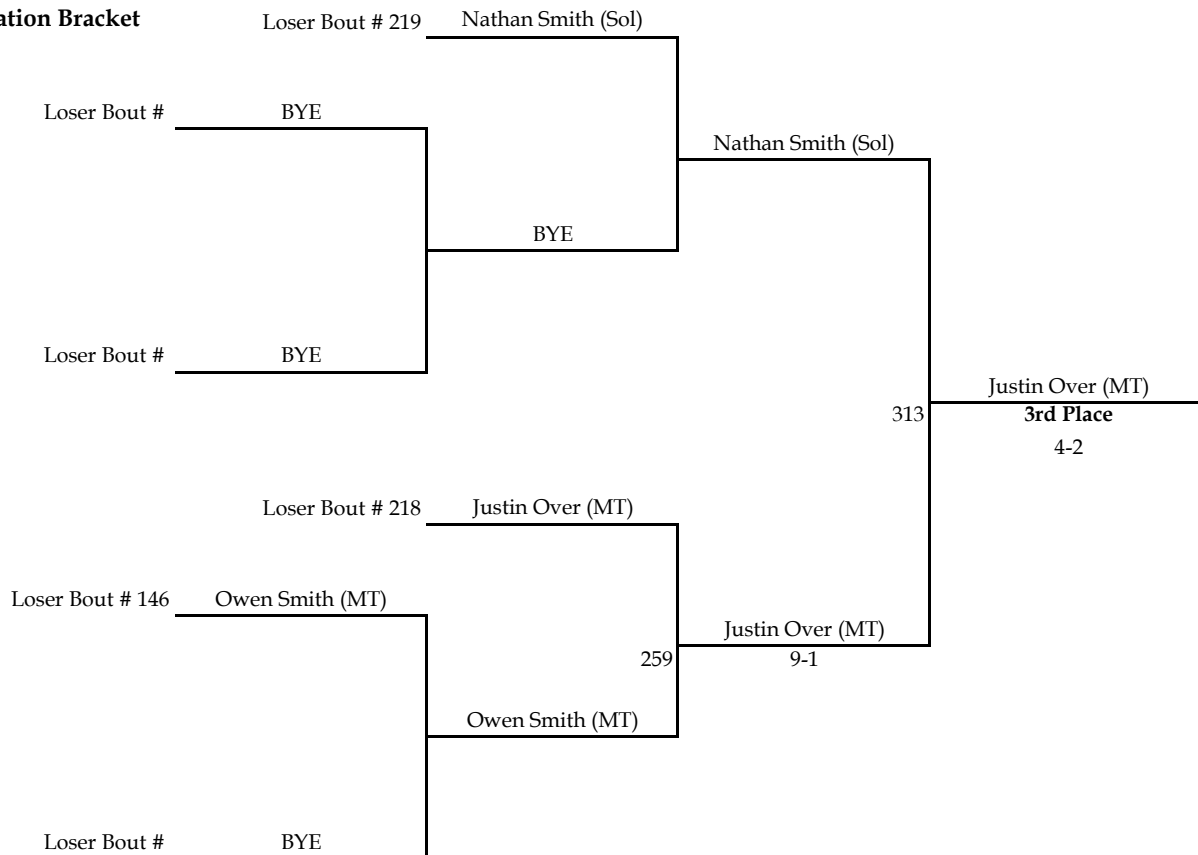 ation Bracket
Loser Bout # 219 Nathan Smith (Sol)
Loser Bout # BYE
Nathan Smith (Sol)
BYE
Loser Bout # BYE
Justin Over (MT)
313 3rd Place
4-2
Loser Bout # 218 Justin Over (MT)
Loser Bout # 146 Owen Smith (MT)
Justin Over (MT)
259 9-1
Owen Smith (MT)
Loser Bout # BYE